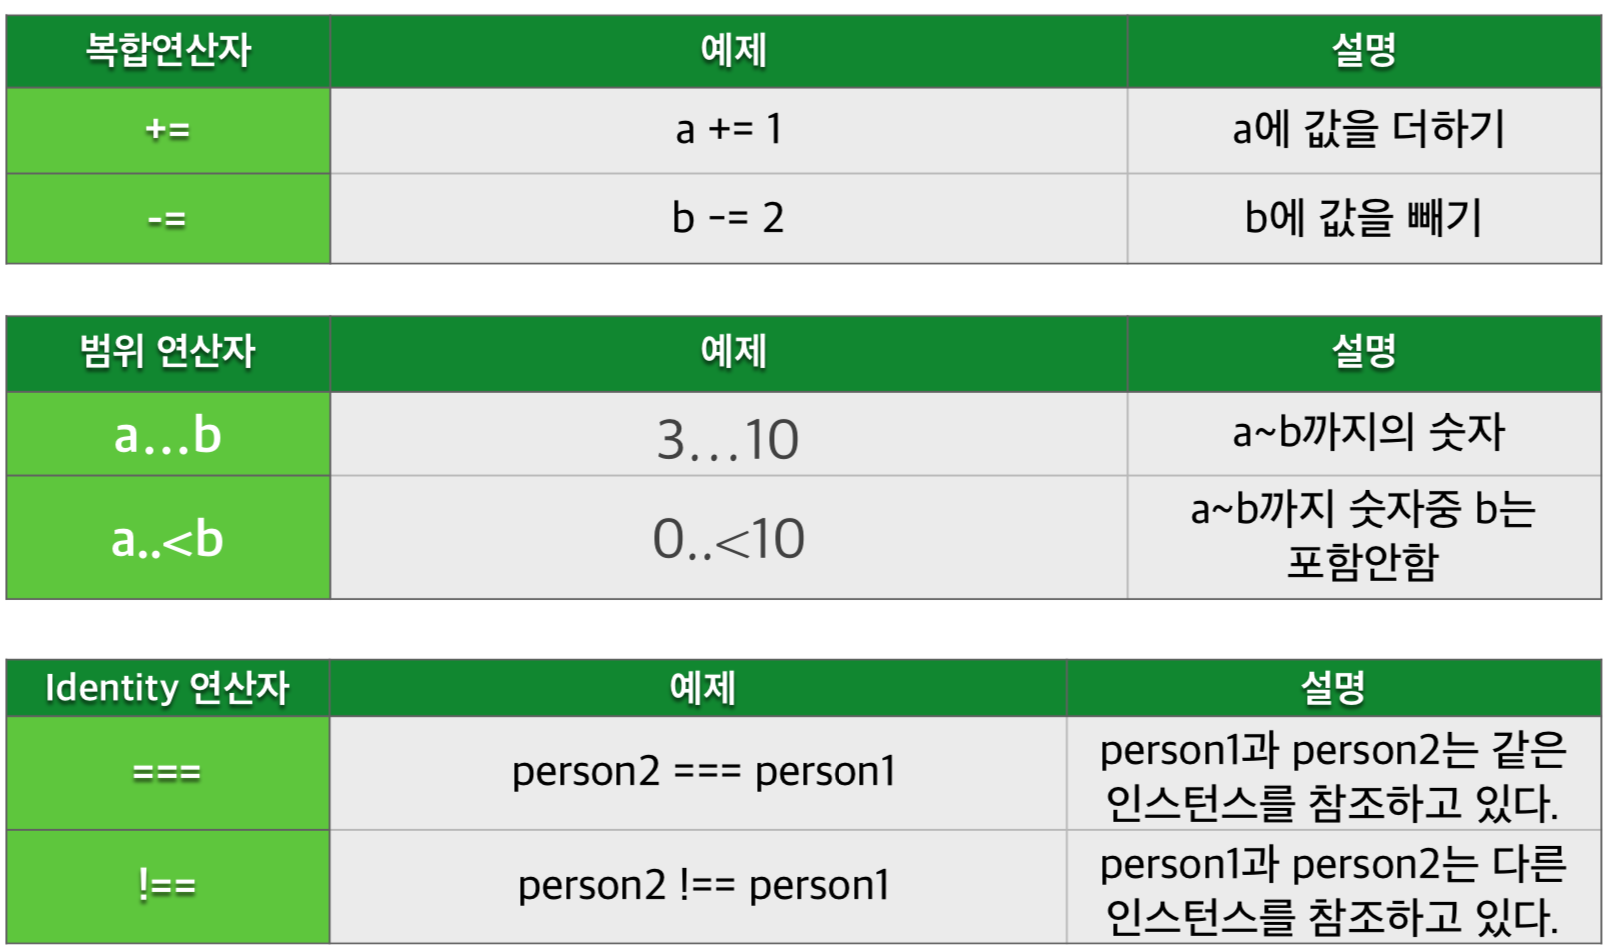 복합연산자 예제 설명
+= a += 1 a에 값을 더하기
-= b -= 2 b에 값을 빼기
범위 연산자 예제 설명
a...b 3...10 a~b까지의 숫자
a..<b 0..<10 a~b까지 숫자중 b는
포함안함
Identity 연산자 예제 설명
=== person2 === person1 person1과 person2는 같은
인스턴스를 참조하고 있다.
!== person2 !== person1 person1과 person2는 다른
인스턴스를 참조하고 있다.